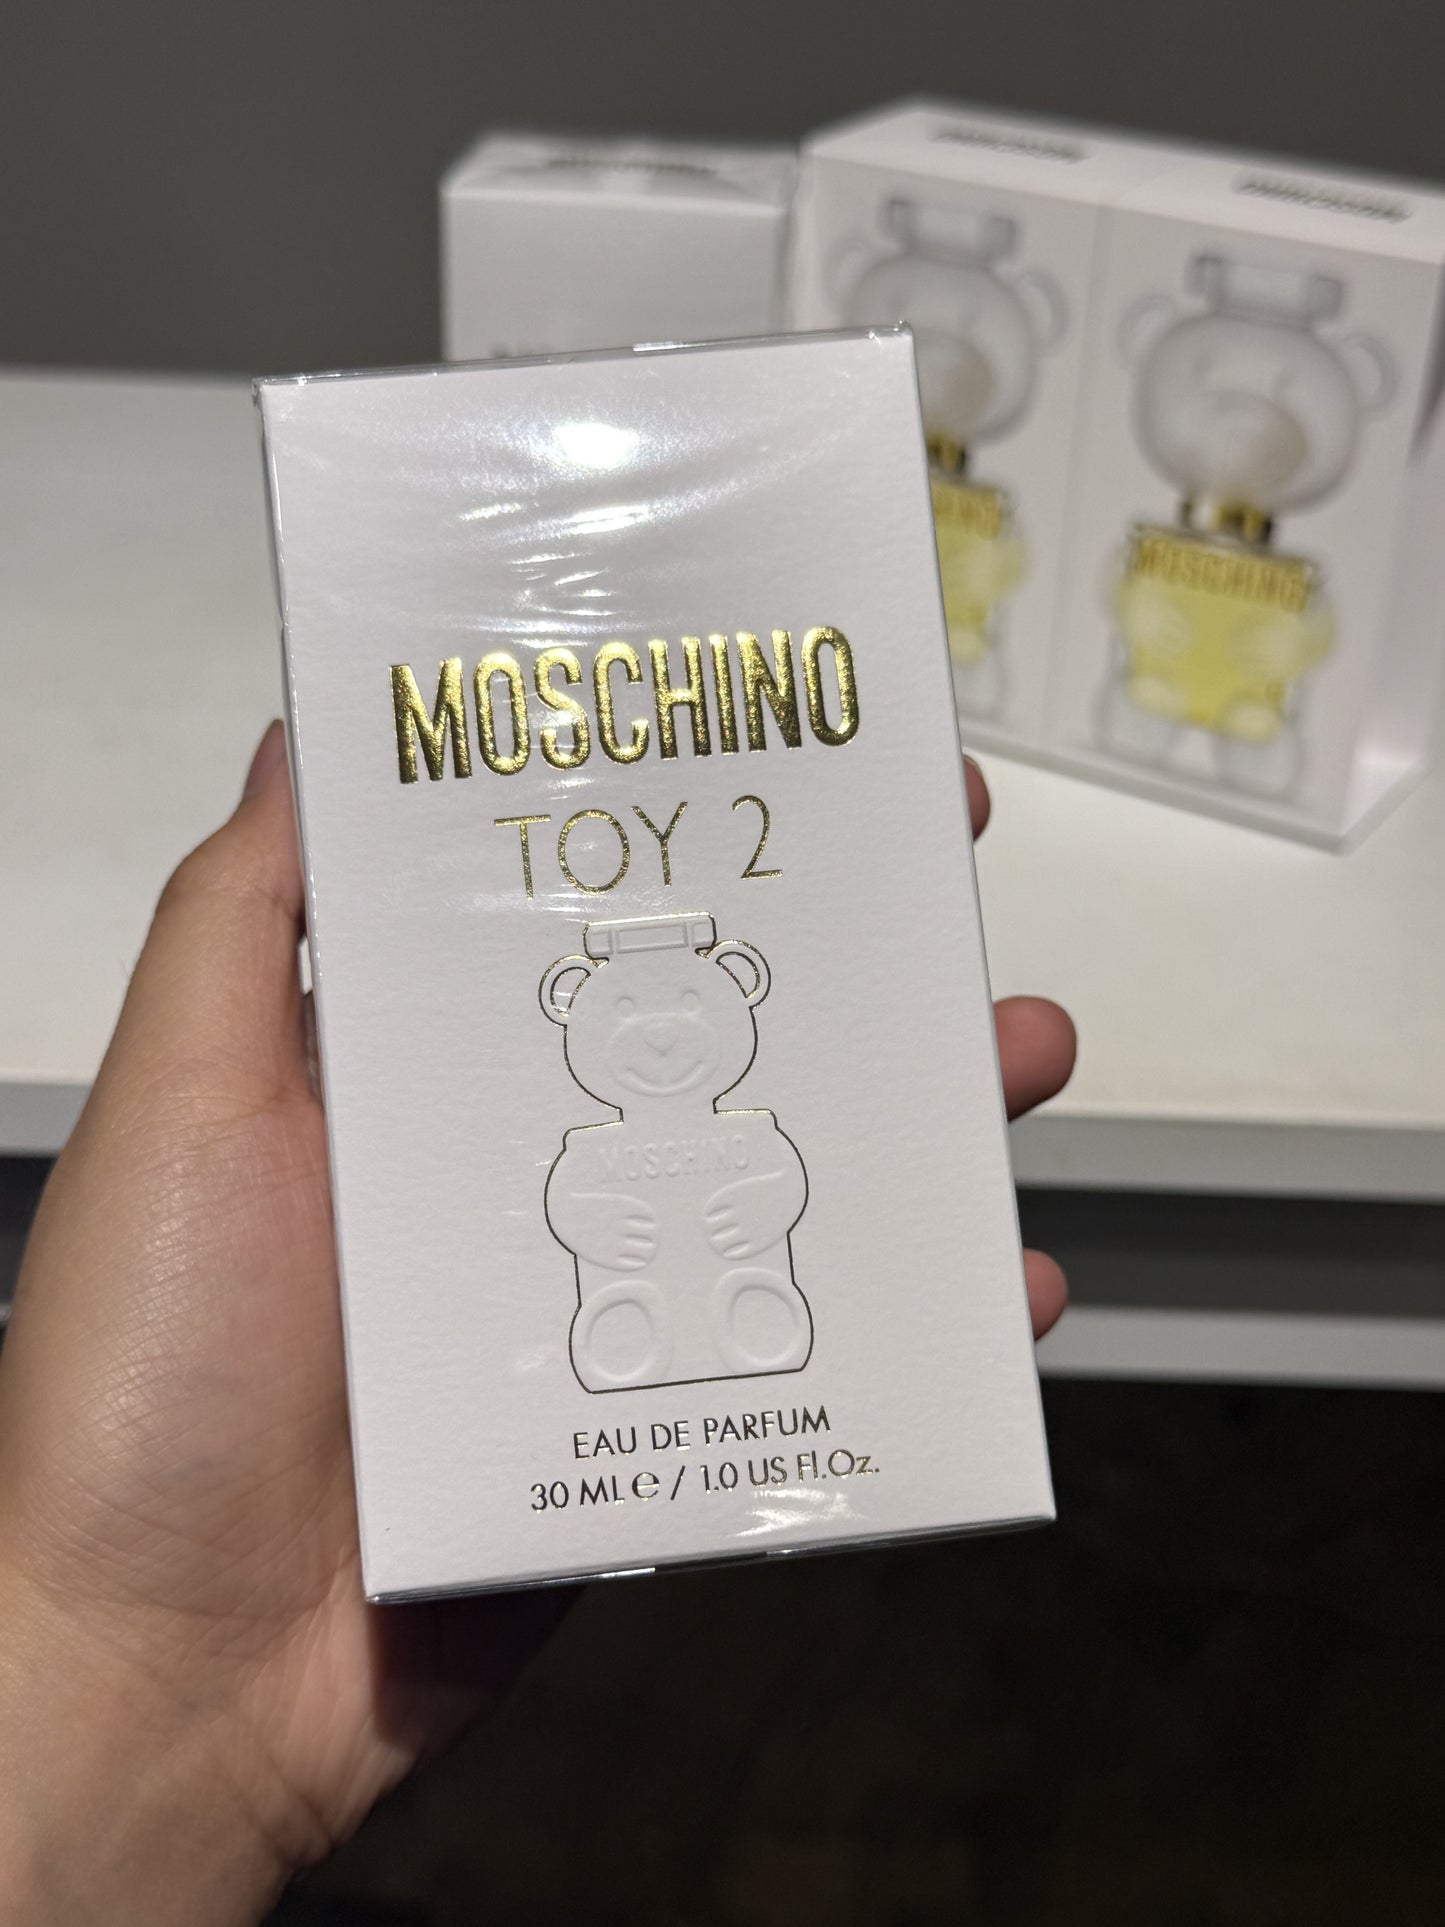 MOSCHINO
TOY 2
MOSCHINO
EAU DE PARFUM
30 ML ℮ / 1.0 US Fl.Oz.
MOSCHINO